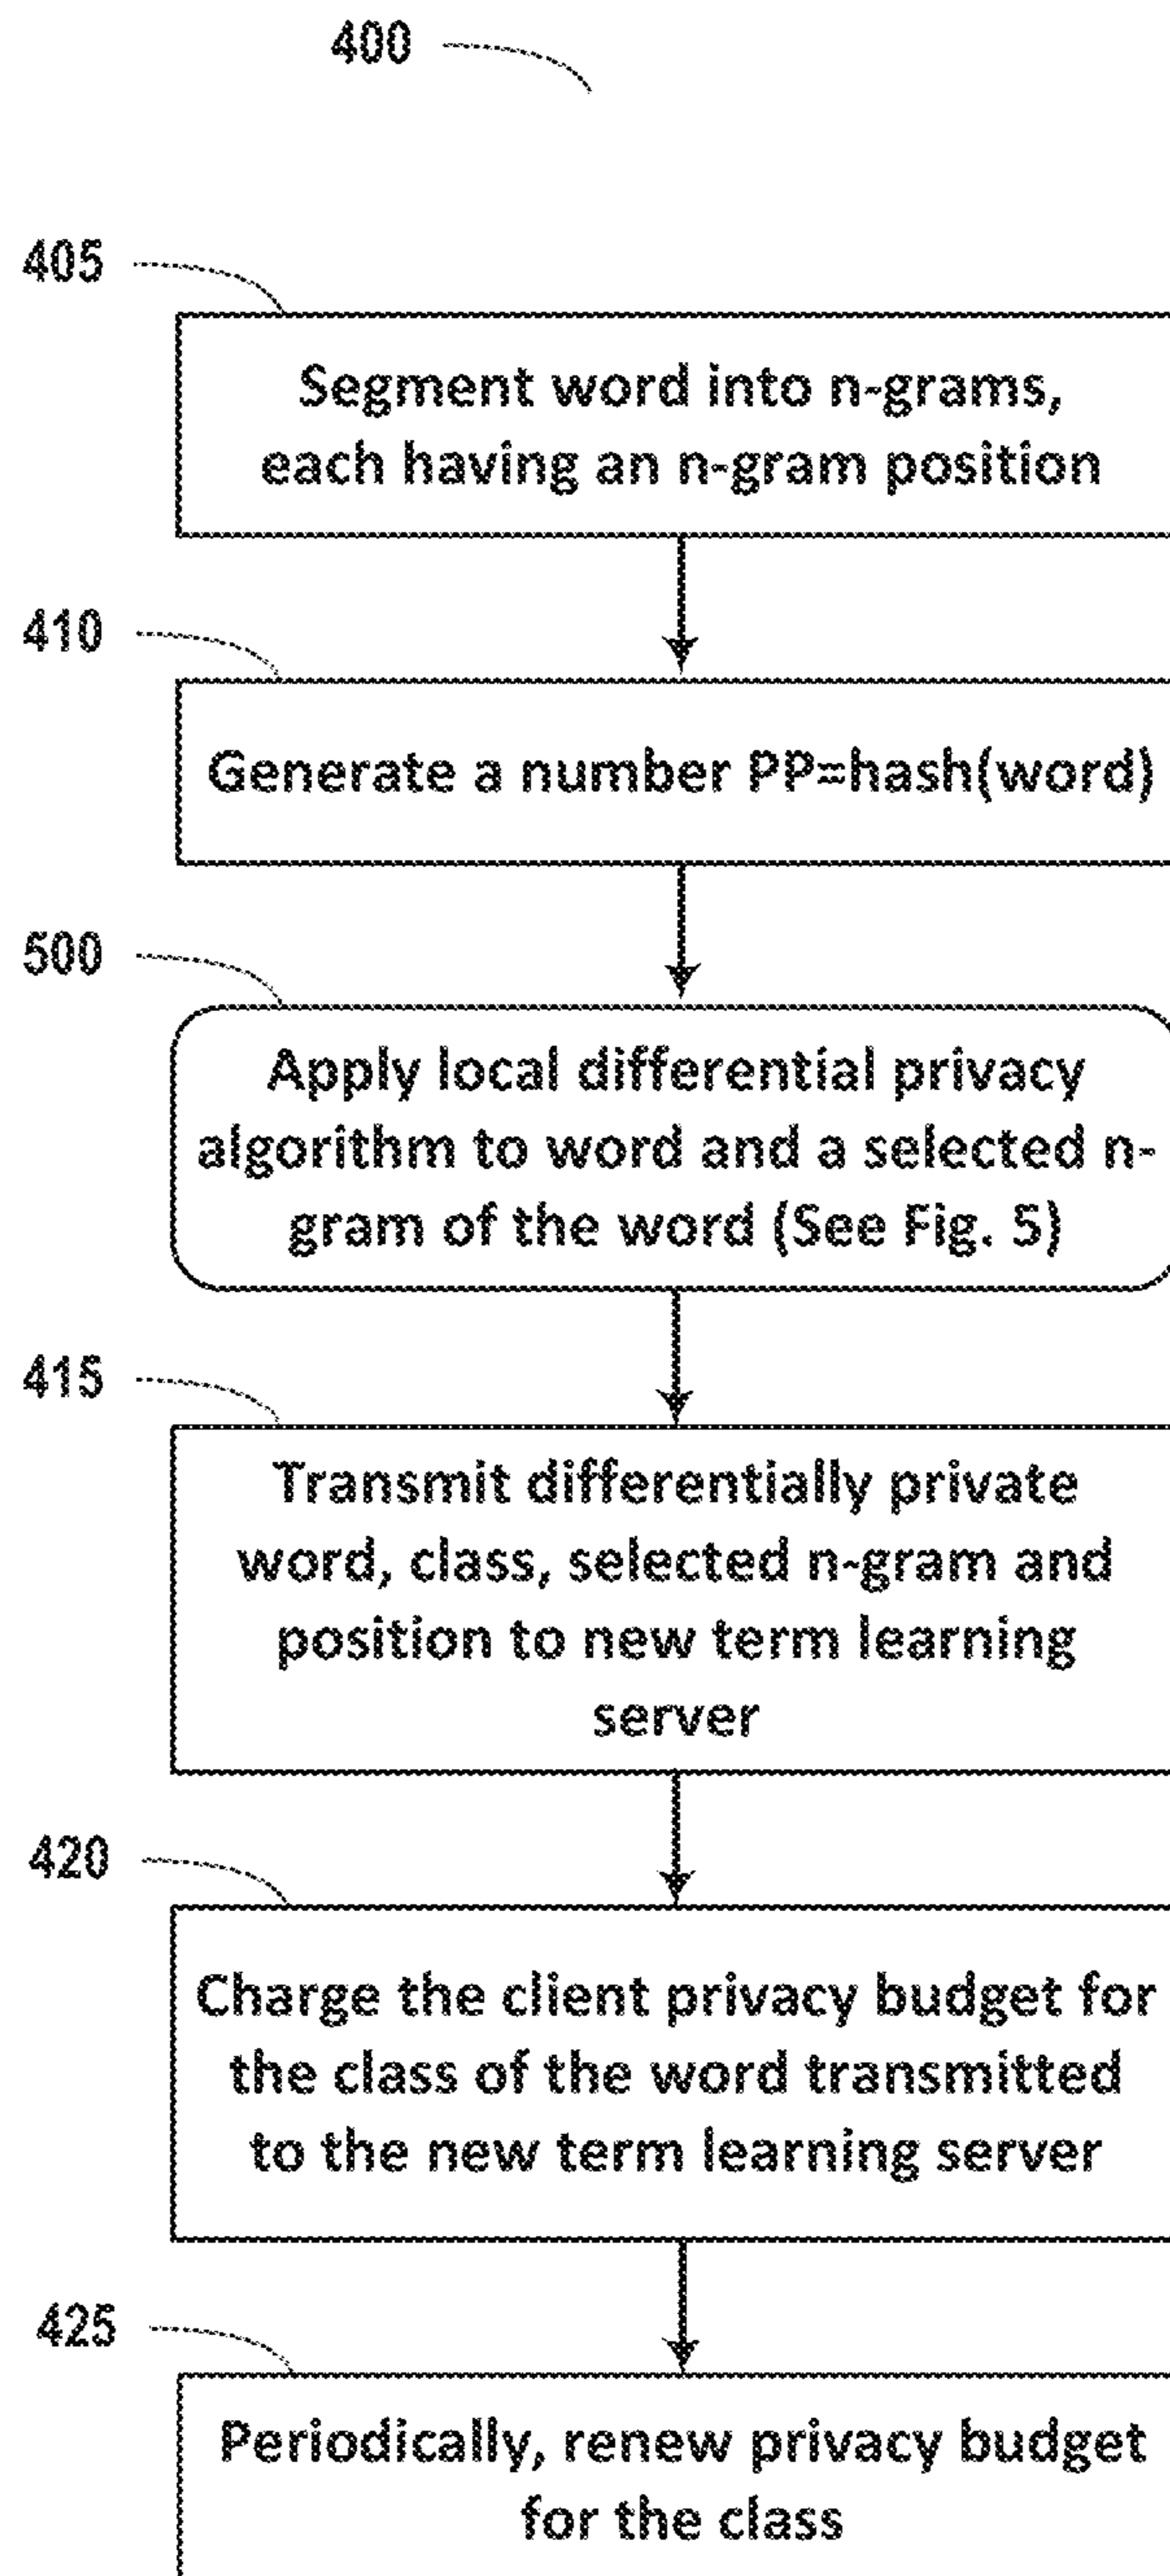 400
405
Segment word into n-grams,
each having an n-gram position
410
Generate a number PP=hash(word)
500
Apply local differential privacy
algorithm to word and a selected n-
gram of the word (See Fig. 5)
415
Transmit differentially private
word, class, selected n-gram and
position to new term learning
server
420
Charge the client privacy budget for
the class of the word transmitted
to the new term learning server
425
Periodically, renew privacy budget
for the class